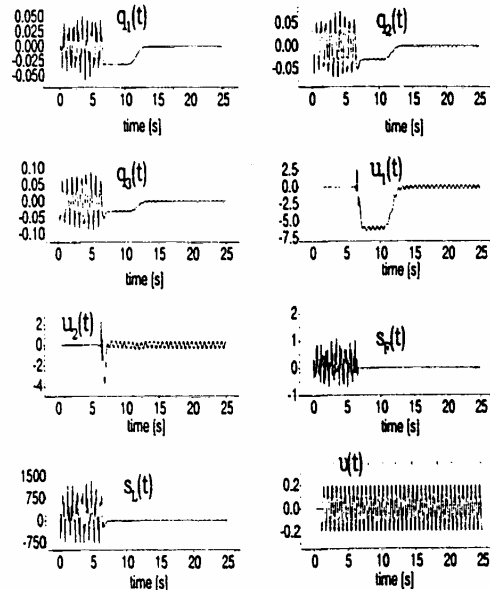 q₁(t)
0.050
0.025
0.000
-0.025
-0.050
0 5 10 15 20 25
time [s]
q₂(t)
0.05
0.00
-0.05
0 5 10 15 20 25
time [s]
q₃(t)
0.10
0.05
0.00
-0.05
-0.10
0 5 10 15 20 25
time [s]
u₁(t)
2.5
0.0
-2.5
-5.0
-7.5
0 5 10 15 20 25
time [s]
u₂(t)
2
0
-2
-4
0 5 10 15 20 25
time [s]
2
1
0
-1
0 5 10 15 20 25
time [s]
s_L(t)
1500
750
0
-750
0 5 10 15 20 25
time [s]
υ(t)
0.2
0.0
-0.2
0 5 10 15 20 25
time [s]